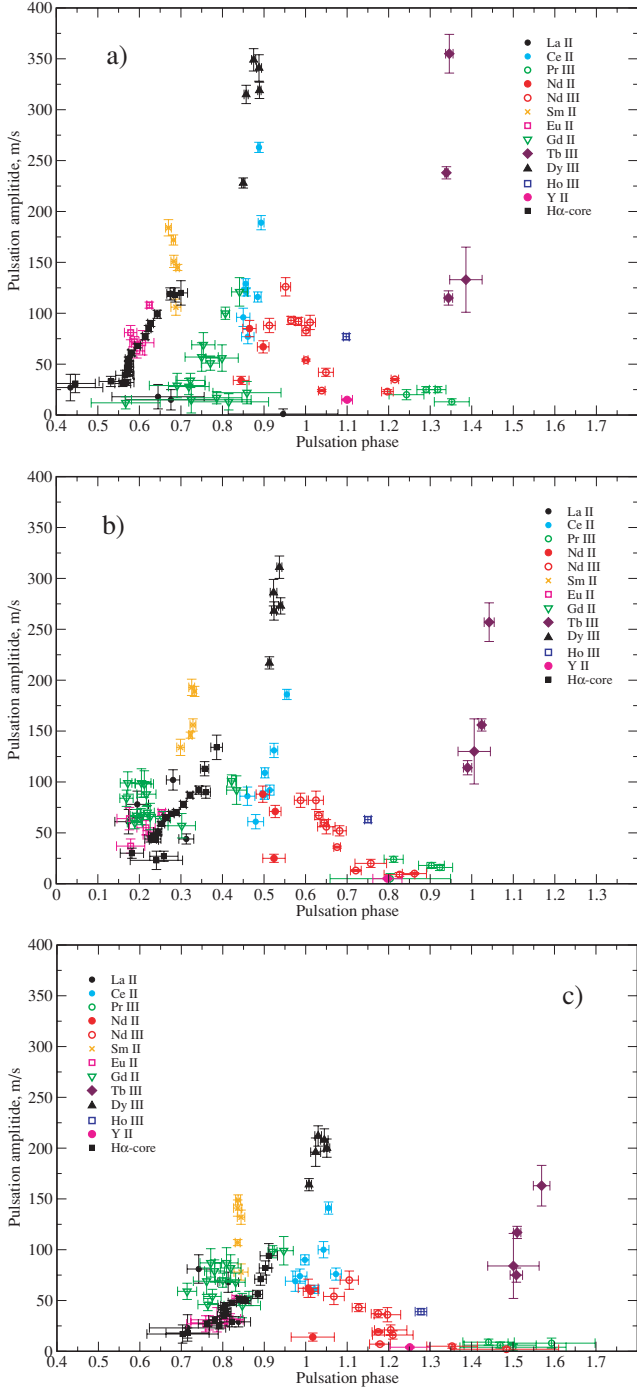 400
350
300
250
200
150
100
50
0
Pulsation amplitide, m/s
a)
La II
Ce II
Pr III
Nd II
Nd III
Sm II
Eu II
Gd II
Tb III
Dy III
Ho III
Y II
Hα-core
0.4 0.5 0.6 0.7 0.8 0.9 1 1.1 1.2 1.3 1.4 1.5 1.6 1.7
Pulsation phase
400
350
300
250
200
150
100
50
0
Pulsation amplitide, m/s
b)
La II
Ce II
Pr III
Nd II
Nd III
Sm II
Eu II
Gd II
Tb III
Dy III
Ho III
Y II
Hα-core
0 0.1 0.2 0.3 0.4 0.5 0.6 0.7 0.8 0.9 1 1.1 1.2 1.3
Pulsation phase
400
350
300
250
200
150
100
50
0
Pulsation amplitide, m/s
c)
La II
Ce II
Pr III
Nd II
Nd III
Sm II
Eu II
Gd II
Tb III
Dy III
Ho III
Y II
Hα-core
0.4 0.5 0.6 0.7 0.8 0.9 1 1.1 1.2 1.3 1.4 1.5 1.6 1.7
Pulsation phase